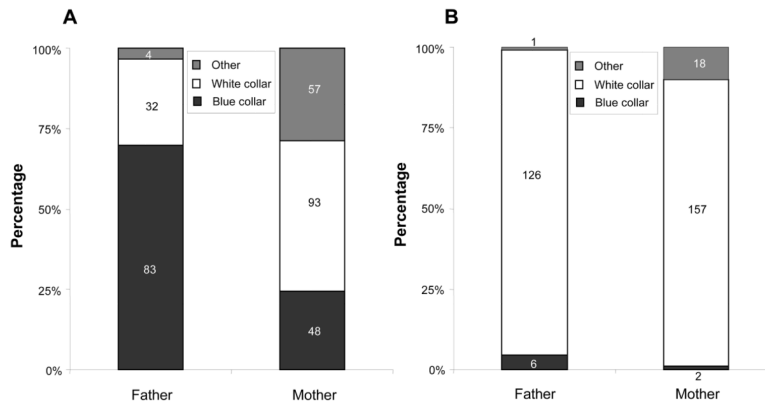 A
100%
75%
50%
25%
0%
Percentage
4
32
83
57
93
48
Other
White collar
Blue collar
Father
Mother
B
100%
75%
50%
25%
0%
Percentage
1
126
6
18
157
2
Other
White collar
Blue collar
Father
Mother